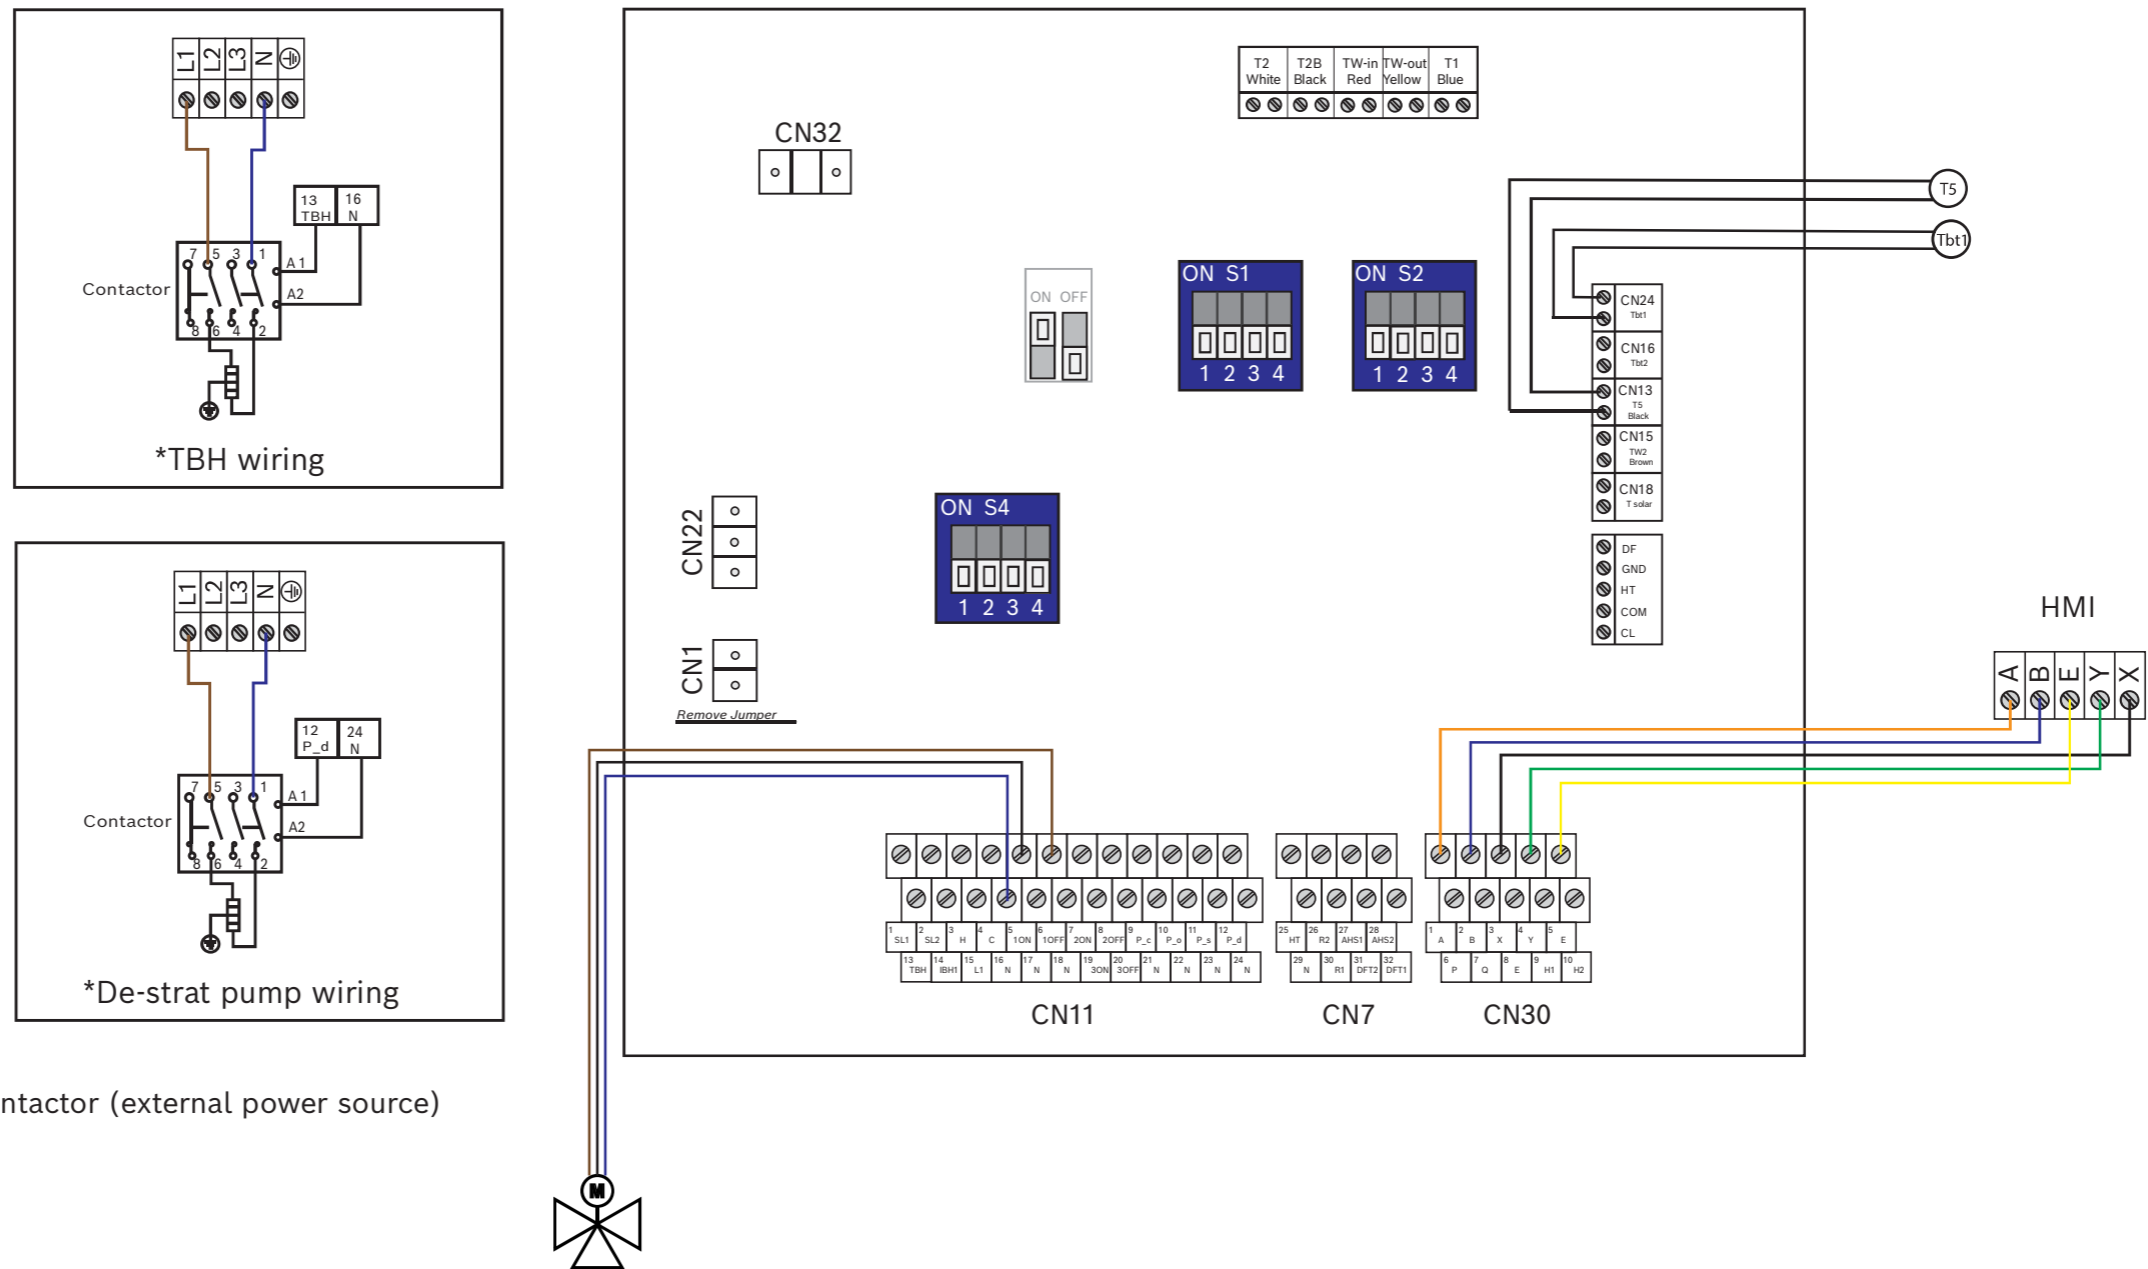 L1 L2 L3 N
13 TBH 16 N
7 5 3 1
A1
A2
Contactor
8 6 4 2
*TBH wiring
L1 L2 L3 N
12 P_d 24 N
7 5 3 1
A1
A2
Contactor
8 6 4 2
*De-strat pump wiring
ntactor (external power source)
T2 White T2B Black TW-in Red TW-out Yellow T1 Blue
CN32
ON OFF
ON S1
1 2 3 4
ON S2
1 2 3 4
ON S4
1 2 3 4
CN22
CN1
Remove Jumper
T5
Tbt1
CN24
Tbt1
CN16
Tbt2
CN13
T5
Black
CN15
TW2
Brown
CN18
T solar
DF
GND
HT
COM
CL
HMI
A B E Y X
1 SL1 2 SL2 3 H 4 C 5 1ON 6 1OFF 7 2ON 8 2OFF 9 P_c 10 P_o 11 P_s 12 P_d
13 TBH 14 IBH1 15 L1 16 N 17 N 18 N 19 3ON 20 3OFF 21 N 22 N 23 N 24 N
CN11
25 HT 26 R2 27 AHS1 28 AHS2
29 N 30 R1 31 DFT2 32 DFT1
CN7
1 A 2 B 3 X 4 Y 5 E
6 P 7 Q 8 E 9 H1 10 H2
CN30
M